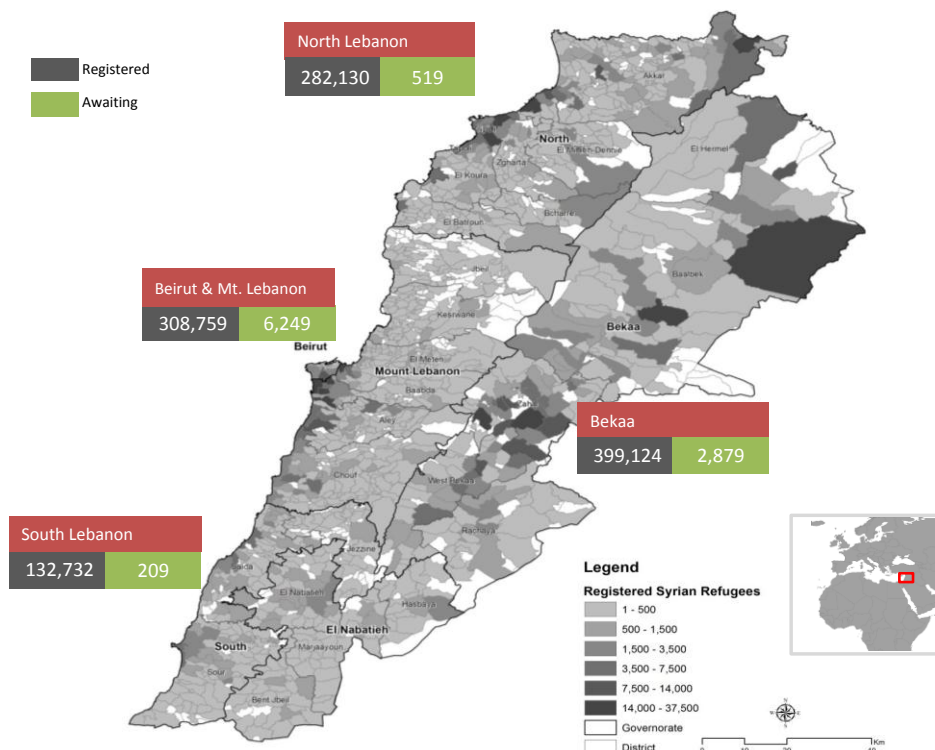 North Lebanon
282,130 519
Registered
Awaiting
Akkar
North
El Hermel
Zgharta
El Koura
El Batroun
Bcharre
Jbeil
Baalbek
Beirut & Mt. Lebanon
308,759 6,249
Kesrwane
Bekaa
Beirut
El Meten
Mount Lebanon
Baabda
Bekaa
399,124 2,879
Aley
Chouf
West Bekaa
Rachaya
South Lebanon
132,732 209
Jezzine
Saida
El Nabatieh
Hasbaya
El Nabatieh
South
Marjaayoun
Sour
Bent Jbeil
Legend
Registered Syrian Refugees
1 - 500
500 - 1,500
1,500 - 3,500
3,500 - 7,500
7,500 - 14,000
14,000 - 37,500
Governorate
District
Km
0 10 20 40